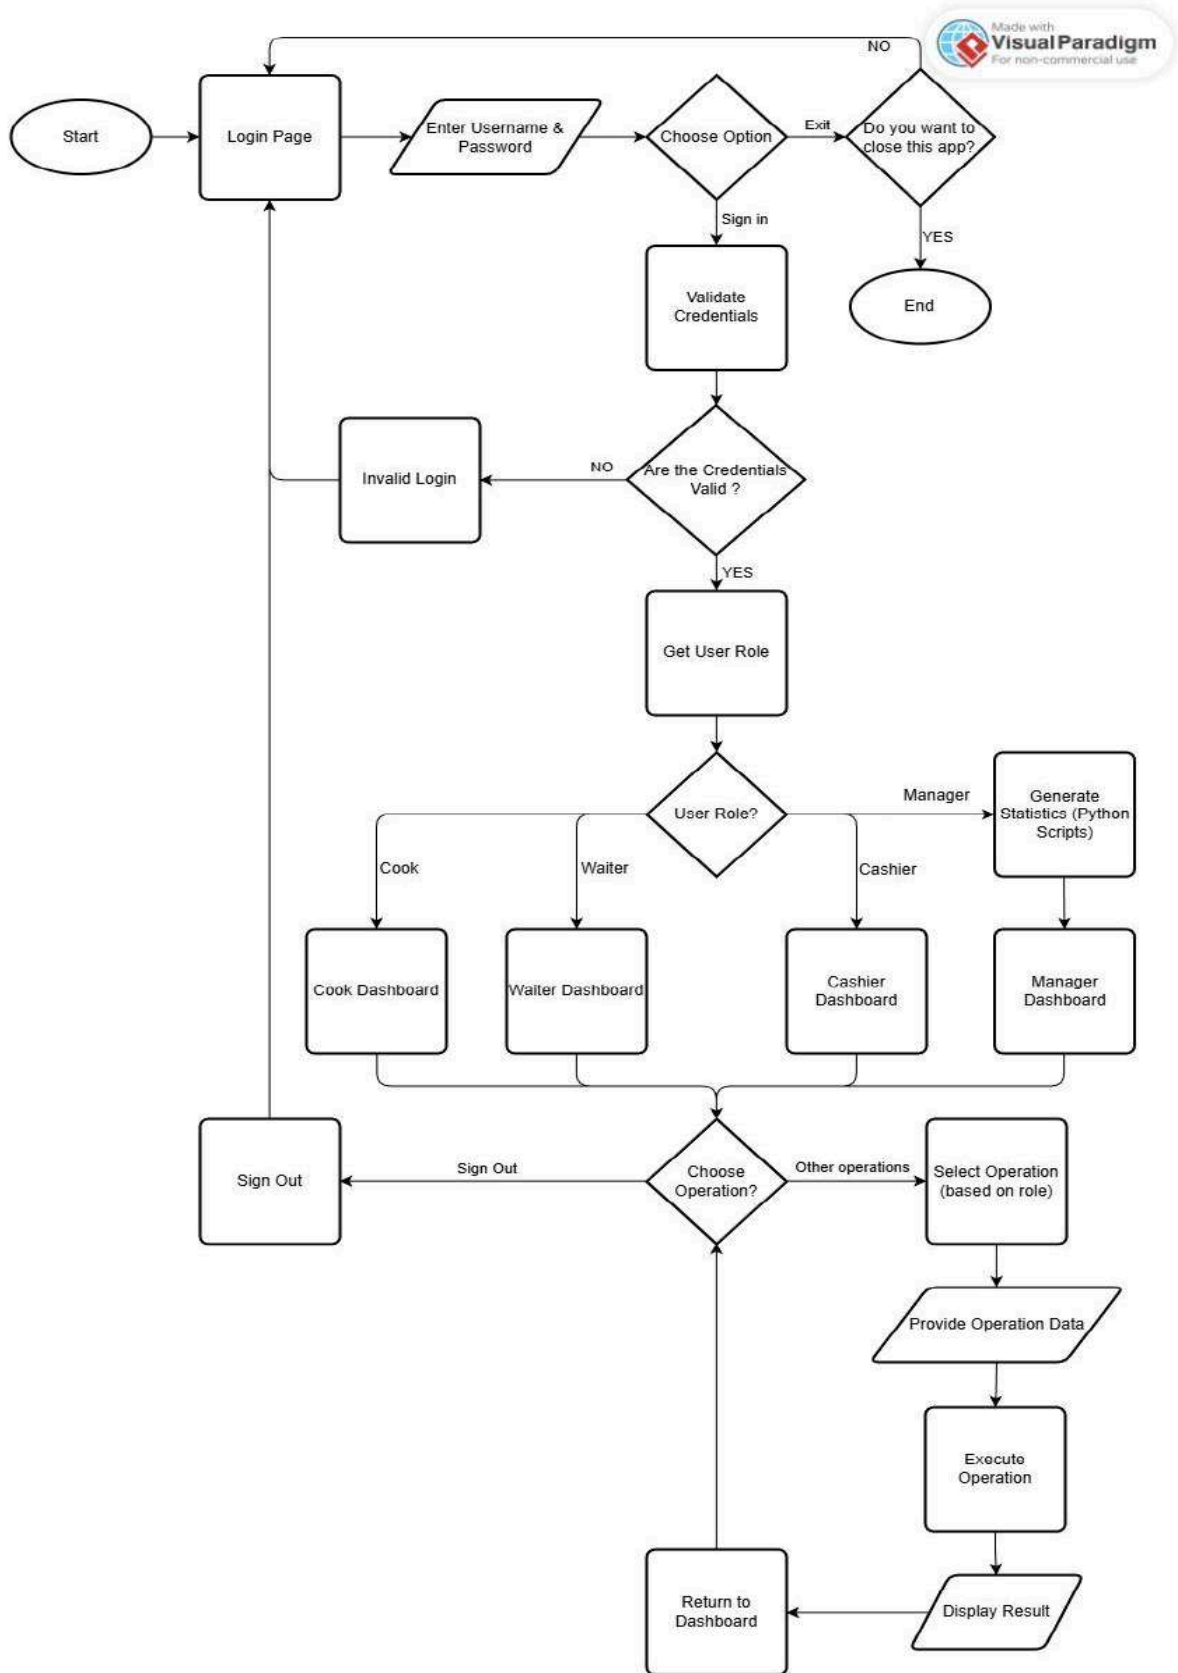 Made with
Visual Paradigm
For non-commercial use
NO
Start
Login Page
Enter Username &
Password
Choose Option
Exit
Do you want to
close this app?
Sign in
YES
Validate
Credentials
End
Invalid Login
NO
Are the Credentials
Valid ?
YES
Get User Role
User Role?
Manager
Generate
Statistics (Python
Scripts)
Cook
Waiter
Cashier
Cook Dashboard
Waiter Dashboard
Cashier
Dashboard
Manager
Dashboard
Sign Out
Sign Out
Choose
Operation?
Other operations
Select Operation
(based on role)
Provide Operation Data
Execute
Operation
Return to
Dashboard
Display Result